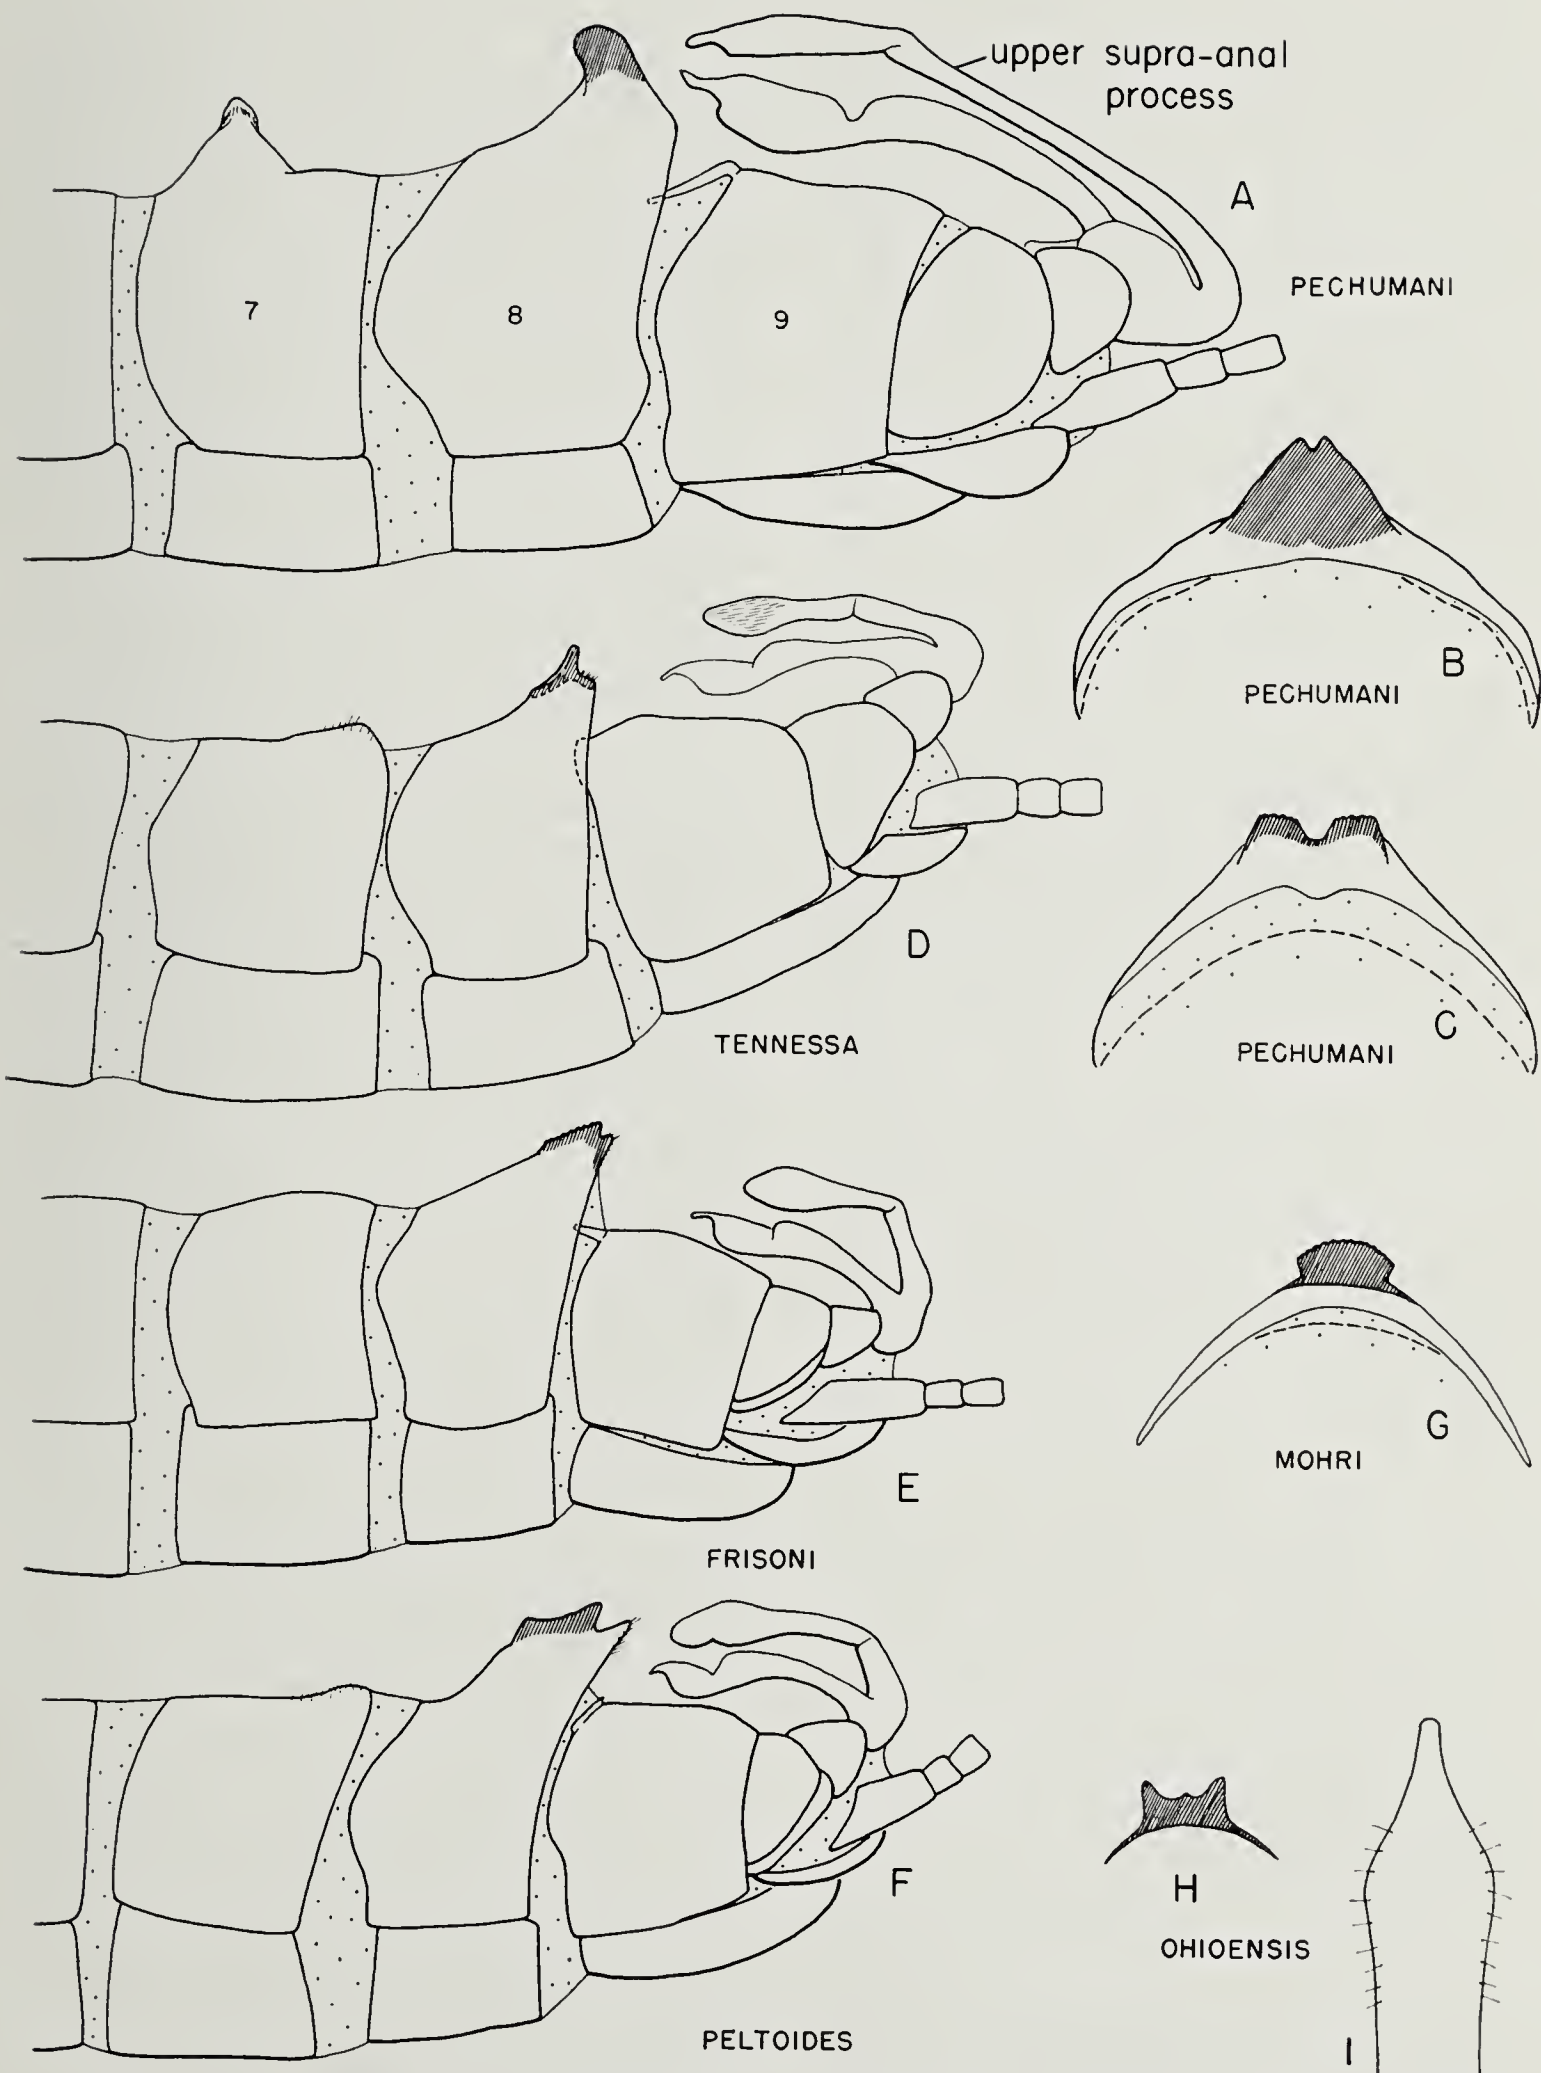 upper supra-anal
process
A
7
8
9
PECHUMANI
B
PECHUMANI
D
TENNESSA
C
PECHUMANI
E
FRISONI
G
MOHRI
F
PELTOIDES
H
OHIOENSIS
I